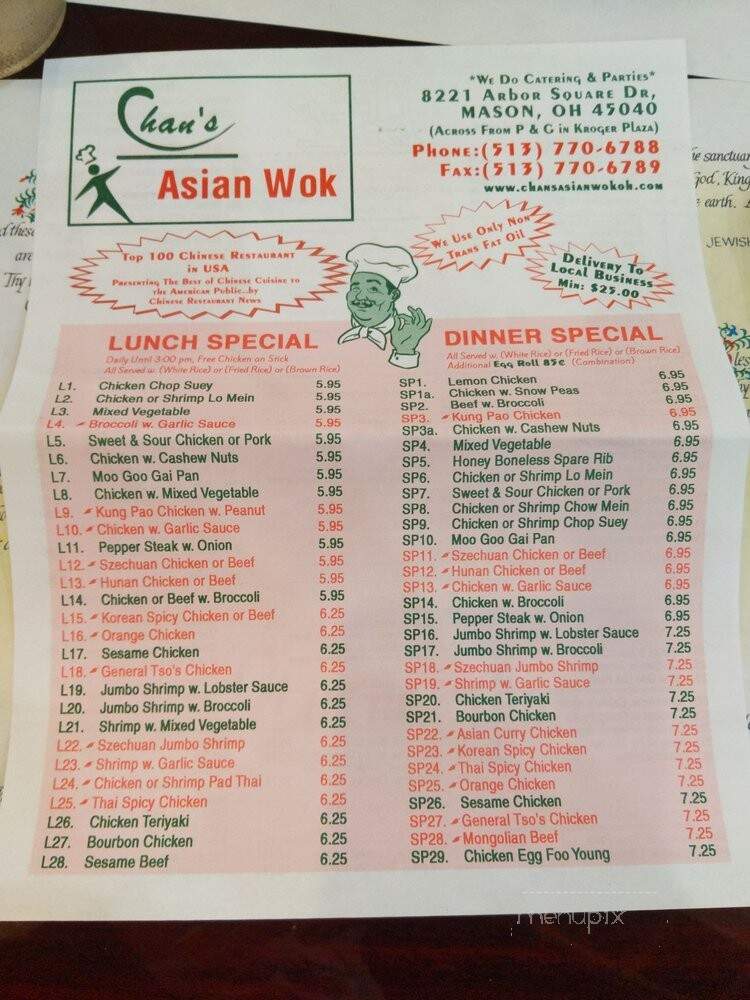 Chan's
Asian Wok
*We Do Catering & Parties*
8221 Arbor Square Dr,
Mason, OH 45040
(Across From P & G in Kroger Plaza)
Phone:(513) 770-6788
Fax:(513) 770-6789
www.chansasianwokoh.com
Top 100 Chinese Restaurant
in USA
Presenting The Best of Chinese Cuisine to
the American Public...by
Chinese Restaurant News
We Use Only Non
Trans Fat Oil
Delivery To
Local Business
Min: $25.00
LUNCH SPECIAL
Daily Until 3:00 pm, Free Chicken on Stick
All Served w. (White Rice) or (Fried Rice) or (Brown Rice)
L1. Chicken Chop Suey 5.95
L2. Chicken or Shrimp Lo Mein 5.95
L3. Mixed Vegetable 5.95
L4. Broccoli w. Garlic Sauce 5.95
L5. Sweet & Sour Chicken or Pork 5.95
L6. Chicken w. Cashew Nuts 5.95
L7. Moo Goo Gai Pan 5.95
L8. Chicken w. Mixed Vegetable 5.95
L9. Kung Pao Chicken w. Peanut 5.95
L10. Chicken w. Garlic Sauce 5.95
L11. Pepper Steak w. Onion 5.95
L12. Szechuan Chicken or Beef 5.95
L13. Hunan Chicken or Beef 5.95
L14. Chicken or Beef w. Broccoli 5.95
L15. Korean Spicy Chicken or Beef 6.25
L16. Orange Chicken 6.25
L17. Sesame Chicken 6.25
L18. General Tso's Chicken 6.25
L19. Jumbo Shrimp w. Lobster Sauce 6.25
L20. Jumbo Shrimp w. Broccoli 6.25
L21. Shrimp w. Mixed Vegetable 6.25
L22. Szechuan Jumbo Shrimp 6.25
L23. Shrimp w. Garlic Sauce 6.25
L24. Chicken or Shrimp Pad Thai 6.25
L25. Thai Spicy Chicken 6.25
L26. Chicken Teriyaki 6.25
L27. Bourbon Chicken 6.25
L28. Sesame Beef 6.25
DINNER SPECIAL
All Served w. (White Rice) or (Fried Rice) or (Brown Rice)
Additional Egg Roll 85¢ (Combination)
SP1. Lemon Chicken 6.95
SP1a. Chicken w. Snow Peas 6.95
SP2. Beef w. Broccoli 6.95
SP3. Kung Pao Chicken 6.95
SP3a. Chicken w. Cashew Nuts 6.95
SP4. Mixed Vegetable 6.95
SP5. Honey Boneless Spare Rib 6.95
SP6. Chicken or Shrimp Lo Mein 6.95
SP7. Sweet & Sour Chicken or Pork 6.95
SP8. Chicken or Shrimp Chow Mein 6.95
SP9. Chicken or Shrimp Chop Suey 6.95
SP10. Moo Goo Gai Pan 6.95
SP11. Szechuan Chicken or Beef 6.95
SP12. Hunan Chicken or Beef 6.95
SP13. Chicken w. Garlic Sauce 6.95
SP14. Chicken w. Broccoli 6.95
SP15. Pepper Steak w. Onion 6.95
SP16. Jumbo Shrimp w. Lobster Sauce 7.25
SP17. Jumbo Shrimp w. Broccoli 7.25
SP18. Szechuan Jumbo Shrimp 7.25
SP19. Shrimp w. Garlic Sauce 7.25
SP20. Chicken Teriyaki 7.25
SP21. Bourbon Chicken 7.25
SP22. Asian Curry Chicken 7.25
SP23. Korean Spicy Chicken 7.25
SP24. Thai Spicy Chicken 7.25
SP25. Orange Chicken 7.25
SP26. Sesame Chicken 7.25
SP27. General Tso's Chicken 7.25
SP28. Mongolian Beef 7.25
SP29. Chicken Egg Foo Young 7.25
sanctuar
God, King
earth.
JEWISH
menupix